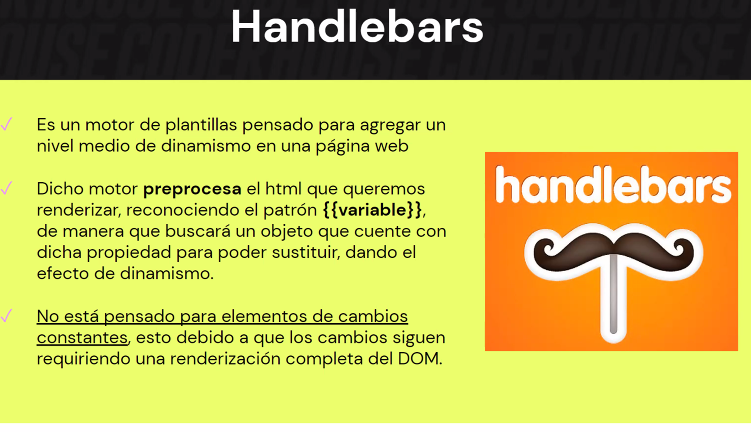 Handlebars
✓ Es un motor de plantillas pensado para agregar un
nivel medio de dinamismo en una página web
✓ Dicho motor preprocesa el html que queremos
renderizar, reconociendo el patrón {{variable}},
de manera que buscará un objeto que cuente con
dicha propiedad para poder sustituir, dando el
efecto de dinamismo.
✓ No está pensado para elementos de cambios
constantes, esto debido a que los cambios siguen
requiriendo una renderización completa del DOM.
handlebars